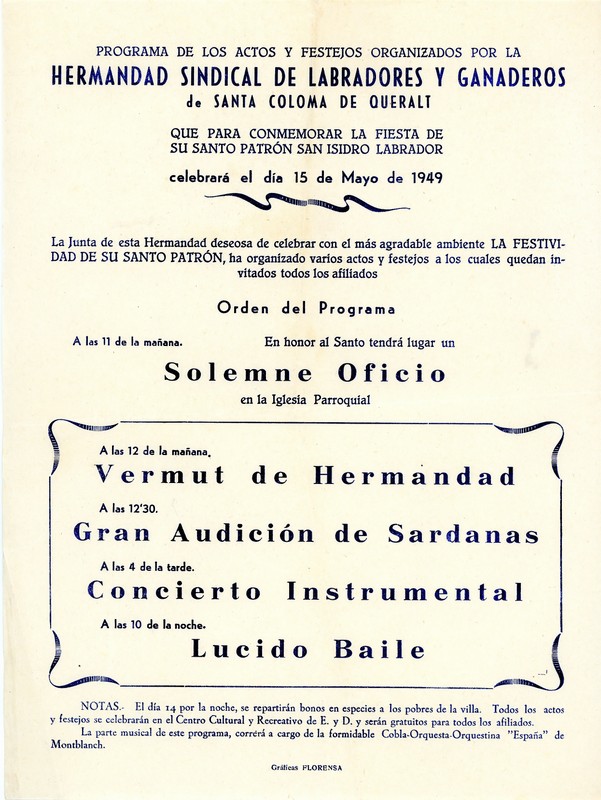 PROGRAMA DE LOS ACTOS Y FESTEJOS ORGANIZADOS POR LA
HERMANDAD SINDICAL DE LABRADORES Y GANADEROS
de SANTA COLOMA DE QUERALT
QUE PARA CONMEMORAR LA FIESTA DE
SU SANTO PATRÓN SAN ISIDRO LABRADOR
celebrará el día 15 de Mayo de 1949
La Junta de esta Hermandad deseosa de celebrar con el más agradable ambiente LA FESTIVI-
DAD DE SU SANTO PATRÓN, ha organizado varios actos y festejos a los cuales quedan in-
vitados todos los afiliados
Orden del Programa
A las 11 de la mañana. En honor al Santo tendrá lugar un
Solemne Oficio
en la Iglesia Parroquial
A las 12 de la mañana.
Vermut de Hermandad
A las 12'30.
Gran Audición de Sardanas
A las 4 de la tarde.
Concierto Instrumental
A las 10 de la noche.
Lucido Baile
NOTAS.- El día 14 por la noche, se repartirán bonos en especies a los pobres de la villa. Todos los actos
y festejos se celebrarán en el Centro Cultural y Recreativo de E. y D. y serán gratuitos para todos los afiliados.
La parte musical de este programa, correrá a cargo de la formidable Cobla-Orquesta-Orquestina "España" de
Montblanch.
Gráficas FLORENSA